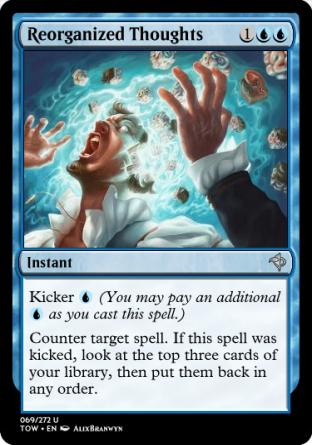 Reorganized Thoughts 1
Instant
Kicker (You may pay an additional
as you cast this spell.)
Counter target spell. If this spell was
kicked, look at the top three cards of
your library, then put them back in
any order.
069/272 U
TOW • EN AlixBranwyn